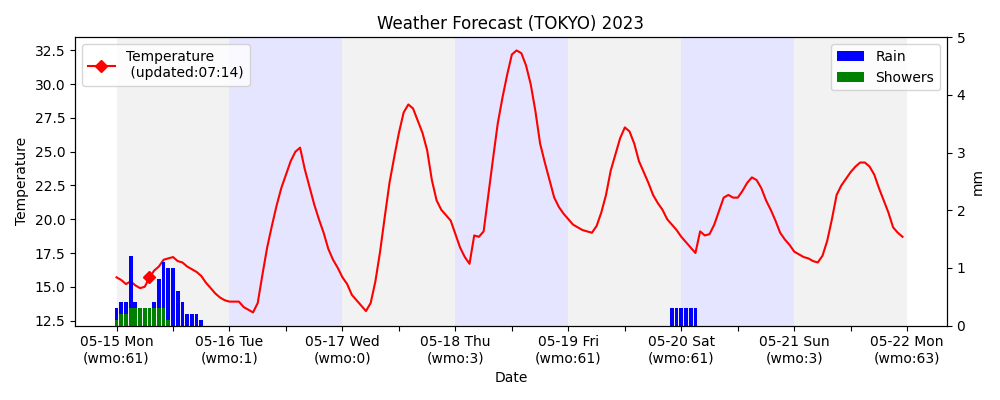 Weather Forecast (TOKYO) 2023
Temperature
(updated:07:14)
Rain
Showers
32.5
30.0
27.5
25.0
22.5
20.0
17.5
15.0
12.5
Temperature
5
4
3
2
1
0
mm
05-15 Mon 05-16 Tue 05-17 Wed 05-18 Thu 05-19 Fri 05-20 Sat 05-21 Sun 05-22 Mon
(wmo:61) (wmo:1) (wmo:0) (wmo:3) (wmo:61) (wmo:61) (wmo:3) (wmo:63)
Date